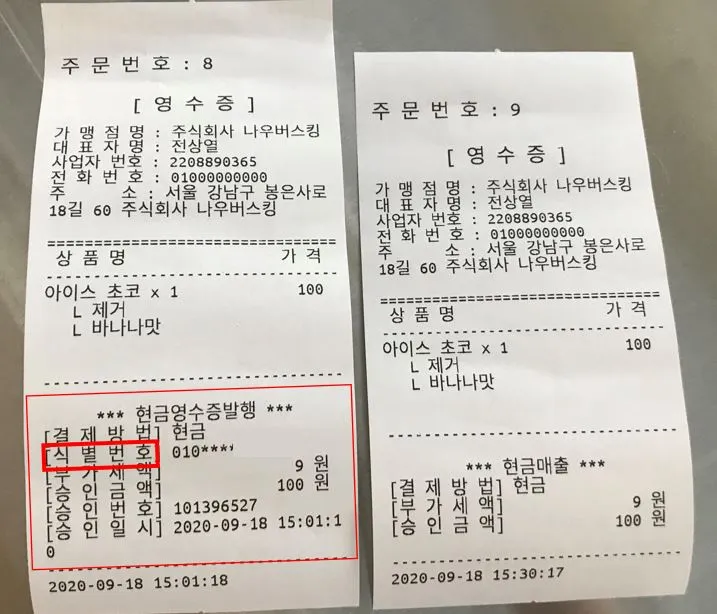 주문번호 : 8
[ 영 수 증 ]
가 맹 점 명 : 주식회사 나우버스킹
대 표 자 명 : 전상열
사업자 번호 : 2208890365
전 화 번 호 : 01000000000
주 소 : 서울 강남구 봉은사로
18길 60 주식회사 나우버스킹
==============================
상 품 명 가 격
------------------------------
아이스 초코 x 1 100
L 제거
L 바나나맛
------------------------------
*** 현금영수증발행 ***
[결 제 방 법] 현금
[식 별 번 호] 010****
[부 가 세 액] 9 원
[승 인 금 액] 100 원
[승 인 번 호] 101396527
[승 인 일 시] 2020-09-18 15:01:1
0
------------------------------
2020-09-18 15:01:18
주문번호 : 9
[ 영 수 증 ]
가 맹 점 명 : 주식회사 나우버스킹
대 표 자 명 : 전상열
사업자 번호 : 2208890365
전 화 번 호 : 01000000000
주 소 : 서울 강남구 봉은사로
18길 60 주식회사 나우버스킹
==============================
상 품 명 가 격
------------------------------
아이스 초코 x 1 100
L 제거
L 바나나맛
------------------------------
*** 현금매출 ***
[결 제 방 법] 현금
[부 가 세 액] 9 원
[승 인 금 액] 100 원
------------------------------
2020-09-18 15:30:17